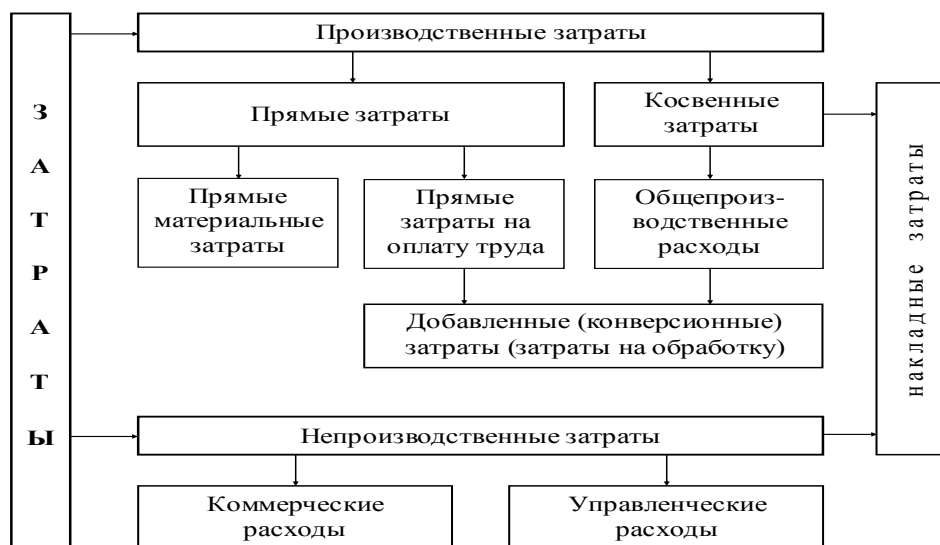 ЗАТРАТЫ
Производственные затраты
Прямые затраты
Косвенные
затраты
Прямые
материальные
затраты
Прямые
затраты на
оплату труда
Общепроиз-
водственные
расходы
Добавленные (конверсионные)
затраты (затраты на обработку)
накладные затраты
Непроизводственные затраты
Коммерческие
расходы
Управленческие
расходы